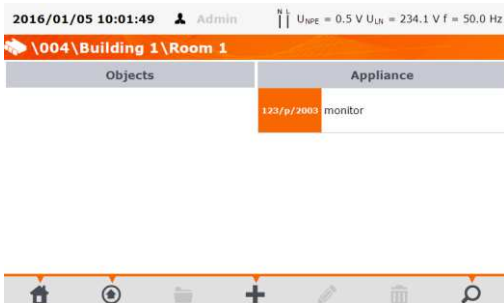 2016/01/05 10:01:49 Admin N L UNPE = 0.5 V ULN = 234.1 V f = 50.0 Hz
\004\Building 1\Room 1
Objects Appliance
123/p/2003 monitor